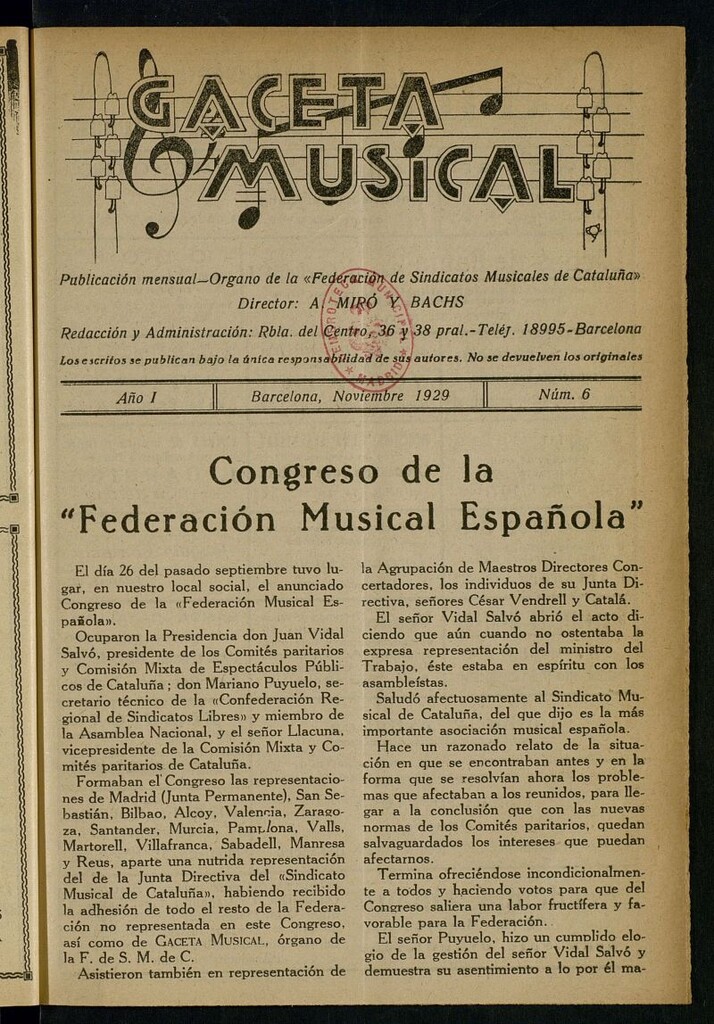 GACETA
MUSICAL
Publicación mensual—Organo de la «Federación de Sindicatos Musicales de Cataluña»
Director: A. MIRÓ Y BACHS
Redacción y Administración: Rbla. del Centro, 36 y 38 pral.-Teléf. 18995-Barcelona
Los escritos se publican bajo la única responsabilidad de sus autores. No se devuelven los originales
HEMEROTECA MUNICIPAL
* MADRID *
Año I
Barcelona, Noviembre 1929
Núm. 6
Congreso de la
“Federación Musical Española”
El día 26 del pasado septiembre tuvo lu-
gar, en nuestro local social, el anunciado
Congreso de la «Federación Musical Es-
pañola».
Ocuparon la Presidencia don Juan Vidal
Salvó, presidente de los Comités paritarios
y Comisión Mixta de Espectáculos Públi-
cos de Cataluña; don Mariano Puyuelo, se-
cretario técnico de la «Confederación Re-
gional de Sindicatos Libres» y miembro de
la Asamblea Nacional, y el señor Llacuna,
vicepresidente de la Comisión Mixta y Co-
mités paritarios de Cataluña.
Formaban el Congreso las representacio-
nes de Madrid (Junta Permanente), San Se-
bastián, Bilbao, Alcoy, Valencia, Zarago-
za, Santander, Murcia, Pamplona, Valls,
Martorell, Villafranca, Sabadell, Manresa
y Reus, aparte una nutrida representación
del de la Junta Directiva del «Sindicato
Musical de Cataluña», habiendo recibido
la adhesión de todo el resto de la Federa-
ción no representada en este Congreso,
así como de GACETA MUSICAL, órgano de
la F. de S. M. de C.
Asistieron también en representación de
la Agrupación de Maestros Directores Con-
certadores, los individuos de su Junta Di-
rectiva, señores César Vendrell y Catalá.
El señor Vidal Salvó abrió el acto di-
ciendo que aún cuando no ostentaba la
expresa representación del ministro del
Trabajo, éste estaba en espíritu con los
asambleístas.
Saludó afectuosamente al Sindicato Mu-
sical de Cataluña, del que dijo es la más
importante asociación musical española.
Hace un razonado relato de la situa-
ción en que se encontraban antes y en la
forma que se resolvían ahora los proble-
mas que afectaban a los reunidos, para lle-
gar a la conclusión que con las nuevas
normas de los Comités paritarios, quedan
salvaguardados los intereses que puedan
afectarnos.
Termina ofreciéndose incondicionalmen-
te a todos y haciendo votos para que del
Congreso saliera una labor fructífera y fa-
vorable para la Federación.
El señor Puyuelo, hizo un cumplido elo-
gio de la gestión del señor Vidal Salvó y
demuestra su asentimiento a lo por él ma-